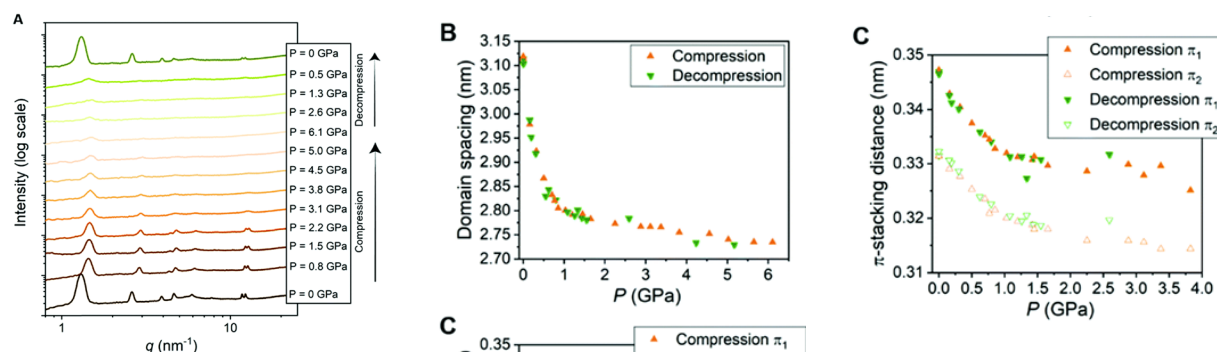 A
Intensity (log scale)
P = 0 GPa
P = 0.5 GPa
P = 1.3 GPa
P = 2.6 GPa
P = 6.1 GPa
P = 5.0 GPa
P = 4.5 GPa
P = 3.8 GPa
P = 3.1 GPa
P = 2.2 GPa
P = 1.5 GPa
P = 0.8 GPa
P = 0 GPa
Decompression
Compression
1 10
q (nm⁻¹)
B
Domain spacing (nm)
3.15
3.10
3.05
3.00
2.95
2.90
2.85
2.80
2.75
2.70
Compression
Decompression
0 1 2 3 4 5 6
P (GPa)
C
0.35
Compression π₁
C
π-stacking distance (nm)
0.35
0.34
0.33
0.32
0.31
Compression π₁
Compression π₂
Decompression π₁
Decompression π₂
0.0 0.5 1.0 1.5 2.0 2.5 3.0 3.5 4.0
P (GPa)